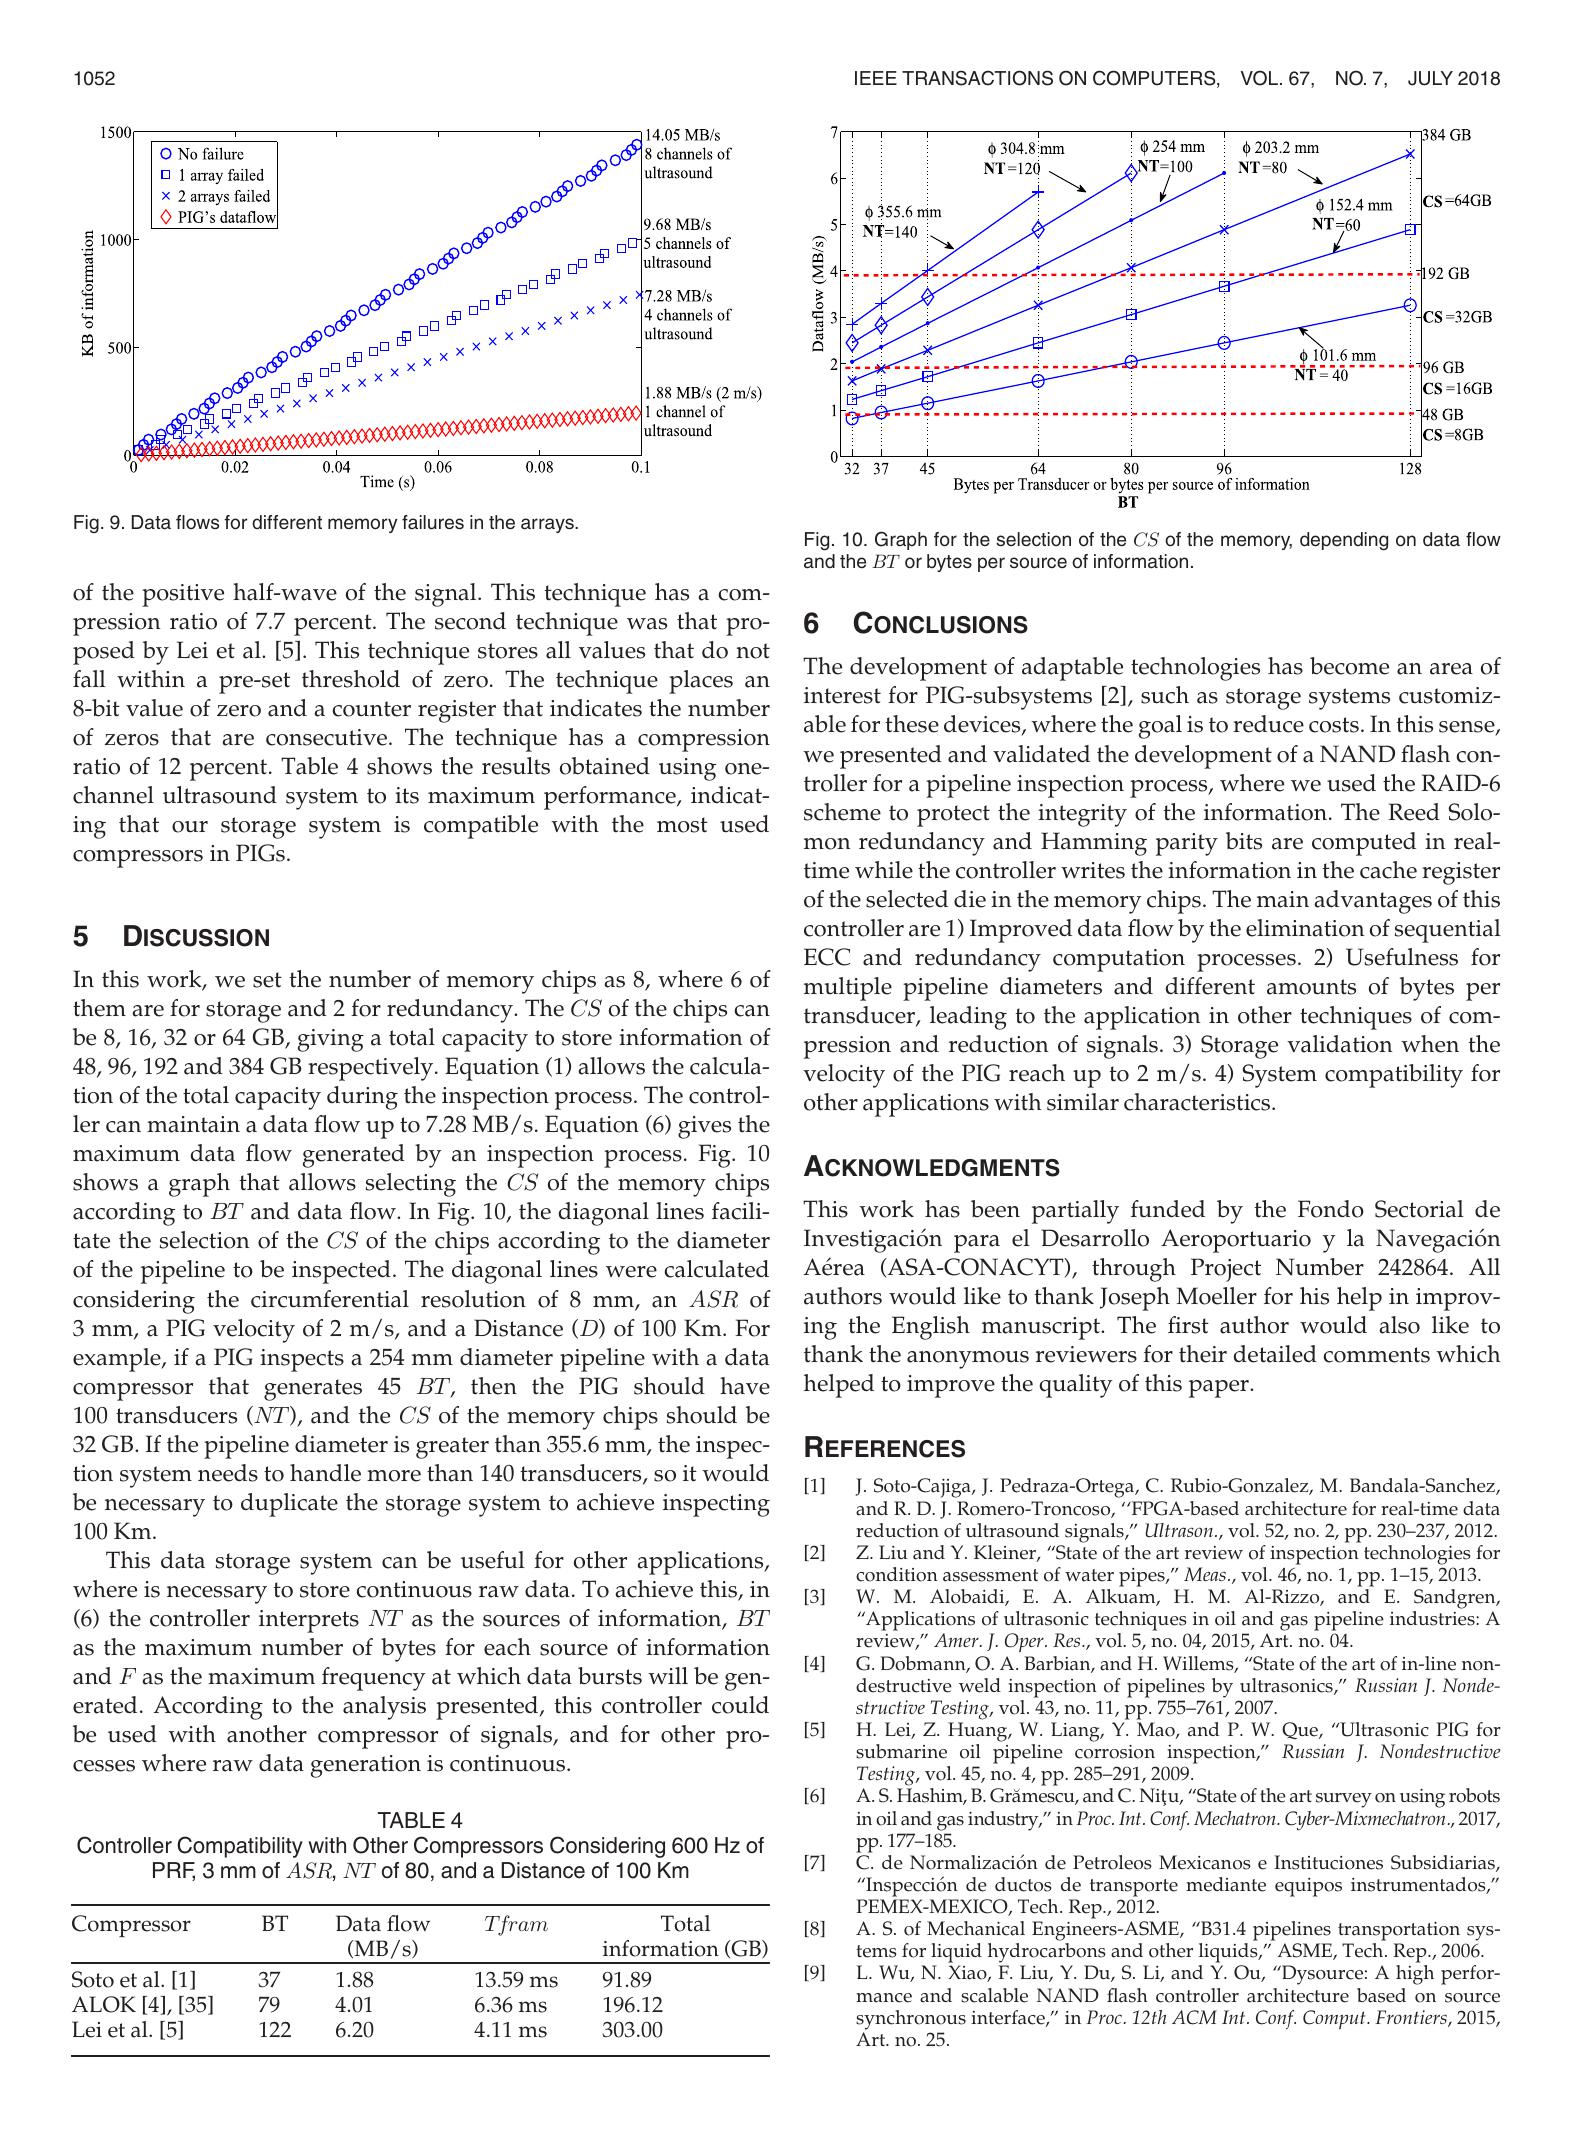 1052
IEEE TRANSACTIONS ON COMPUTERS, VOL. 67, NO. 7, JULY 2018
1500
1000
500
0
KB of information
No failure
1 array failed
2 arrays failed
PIG's dataflow
14.05 MB/s
8 channels of
ultrasound
9.68 MB/s
5 channels of
ultrasound
7.28 MB/s
4 channels of
ultrasound
1.88 MB/s (2 m/s)
1 channel of
ultrasound
0 0.02 0.04 0.06 0.08 0.1
Time (s)
Fig. 9. Data flows for different memory failures in the arrays.
of the positive half-wave of the signal. This technique has a com-
pression ratio of 7.7 percent. The second technique was that pro-
posed by Lei et al. [5]. This technique stores all values that do not
fall within a pre-set threshold of zero. The technique places an
8-bit value of zero and a counter register that indicates the number
of zeros that are consecutive. The technique has a compression
ratio of 12 percent. Table 4 shows the results obtained using one-
channel ultrasound system to its maximum performance, indicat-
ing that our storage system is compatible with the most used
compressors in PIGs.
5 DISCUSSION
In this work, we set the number of memory chips as 8, where 6 of
them are for storage and 2 for redundancy. The CS of the chips can
be 8, 16, 32 or 64 GB, giving a total capacity to store information of
48, 96, 192 and 384 GB respectively. Equation (1) allows the calcula-
tion of the total capacity during the inspection process. The control-
ler can maintain a data flow up to 7.28 MB/s. Equation (6) gives the
maximum data flow generated by an inspection process. Fig. 10
shows a graph that allows selecting the CS of the memory chips
according to BT and data flow. In Fig. 10, the diagonal lines facili-
tate the selection of the CS of the chips according to the diameter
of the pipeline to be inspected. The diagonal lines were calculated
considering the circumferential resolution of 8 mm, an ASR of
3 mm, a PIG velocity of 2 m/s, and a Distance (D) of 100 Km. For
example, if a PIG inspects a 254 mm diameter pipeline with a data
compressor that generates 45 BT, then the PIG should have
100 transducers (NT), and the CS of the memory chips should be
32 GB. If the pipeline diameter is greater than 355.6 mm, the inspec-
tion system needs to handle more than 140 transducers, so it would
be necessary to duplicate the storage system to achieve inspecting
100 Km.
This data storage system can be useful for other applications,
where is necessary to store continuous raw data. To achieve this, in
(6) the controller interprets NT as the sources of information, BT
as the maximum number of bytes for each source of information
and F as the maximum frequency at which data bursts will be gen-
erated. According to the analysis presented, this controller could
be used with another compressor of signals, and for other pro-
cesses where raw data generation is continuous.
TABLE 4
Controller Compatibility with Other Compressors Considering 600 Hz of
PRF, 3 mm of ASR, NT of 80, and a Distance of 100 Km
Compressor BT Data flow Tfram Total
(MB/s) information (GB)
Soto et al. [1] 37 1.88 13.59 ms 91.89
ALOK [4], [35] 79 4.01 6.36 ms 196.12
Lei et al. [5] 122 6.20 4.11 ms 303.00
7
6
5
4
3
2
1
0
Dataflow (MB/s)
ϕ 304.8 mm
NT=120
ϕ 254 mm
NT=100
ϕ 203.2 mm
NT=80
ϕ 355.6 mm
NT=140
ϕ 152.4 mm
NT=60
ϕ 101.6 mm
NT = 40
384 GB
CS =64GB
192 GB
CS =32GB
96 GB
CS =16GB
48 GB
CS =8GB
32 37 45 64 80 96 128
Bytes per Transducer or bytes per source of information
BT
Fig. 10. Graph for the selection of the CS of the memory, depending on data flow
and the BT or bytes per source of information.
6 CONCLUSIONS
The development of adaptable technologies has become an area of
interest for PIG-subsystems [2], such as storage systems customiz-
able for these devices, where the goal is to reduce costs. In this sense,
we presented and validated the development of a NAND flash con-
troller for a pipeline inspection process, where we used the RAID-6
scheme to protect the integrity of the information. The Reed Solo-
mon redundancy and Hamming parity bits are computed in real-
time while the controller writes the information in the cache register
of the selected die in the memory chips. The main advantages of this
controller are 1) Improved data flow by the elimination of sequential
ECC and redundancy computation processes. 2) Usefulness for
multiple pipeline diameters and different amounts of bytes per
transducer, leading to the application in other techniques of com-
pression and reduction of signals. 3) Storage validation when the
velocity of the PIG reach up to 2 m/s. 4) System compatibility for
other applications with similar characteristics.
ACKNOWLEDGMENTS
This work has been partially funded by the Fondo Sectorial de
Investigación para el Desarrollo Aeroportuario y la Navegación
Aérea (ASA-CONACYT), through Project Number 242864. All
authors would like to thank Joseph Moeller for his help in improv-
ing the English manuscript. The first author would also like to
thank the anonymous reviewers for their detailed comments which
helped to improve the quality of this paper.
REFERENCES
[1] J. Soto-Cajiga, J. Pedraza-Ortega, C. Rubio-Gonzalez, M. Bandala-Sanchez,
and R. D. J. Romero-Troncoso, ‘‘FPGA-based architecture for real-time data
reduction of ultrasound signals,” Ultrason., vol. 52, no. 2, pp. 230–237, 2012.
[2] Z. Liu and Y. Kleiner, “State of the art review of inspection technologies for
condition assessment of water pipes,” Meas., vol. 46, no. 1, pp. 1–15, 2013.
[3] W. M. Alobaidi, E. A. Alkuam, H. M. Al-Rizzo, and E. Sandgren,
“Applications of ultrasonic techniques in oil and gas pipeline industries: A
review,” Amer. J. Oper. Res., vol. 5, no. 04, 2015, Art. no. 04.
[4] G. Dobmann, O. A. Barbian, and H. Willems, “State of the art of in-line non-
destructive weld inspection of pipelines by ultrasonics,” Russian J. Nonde-
structive Testing, vol. 43, no. 11, pp. 755–761, 2007.
[5] H. Lei, Z. Huang, W. Liang, Y. Mao, and P. W. Que, “Ultrasonic PIG for
submarine oil pipeline corrosion inspection,” Russian J. Nondestructive
Testing, vol. 45, no. 4, pp. 285–291, 2009.
[6] A. S. Hashim, B. Grămescu, and C. Niţu, “State of the art survey on using robots
in oil and gas industry,” in Proc. Int. Conf. Mechatron. Cyber-Mixmechatron., 2017,
pp. 177–185.
[7] C. de Normalización de Petroleos Mexicanos e Instituciones Subsidiarias,
“Inspección de ductos de transporte mediante equipos instrumentados,”
PEMEX-MEXICO, Tech. Rep., 2012.
[8] A. S. of Mechanical Engineers-ASME, “B31.4 pipelines transportation sys-
tems for liquid hydrocarbons and other liquids,” ASME, Tech. Rep., 2006.
[9] L. Wu, N. Xiao, F. Liu, Y. Du, S. Li, and Y. Ou, “Dysource: A high perfor-
mance and scalable NAND flash controller architecture based on source
synchronous interface,” in Proc. 12th ACM Int. Conf. Comput. Frontiers, 2015,
Art. no. 25.